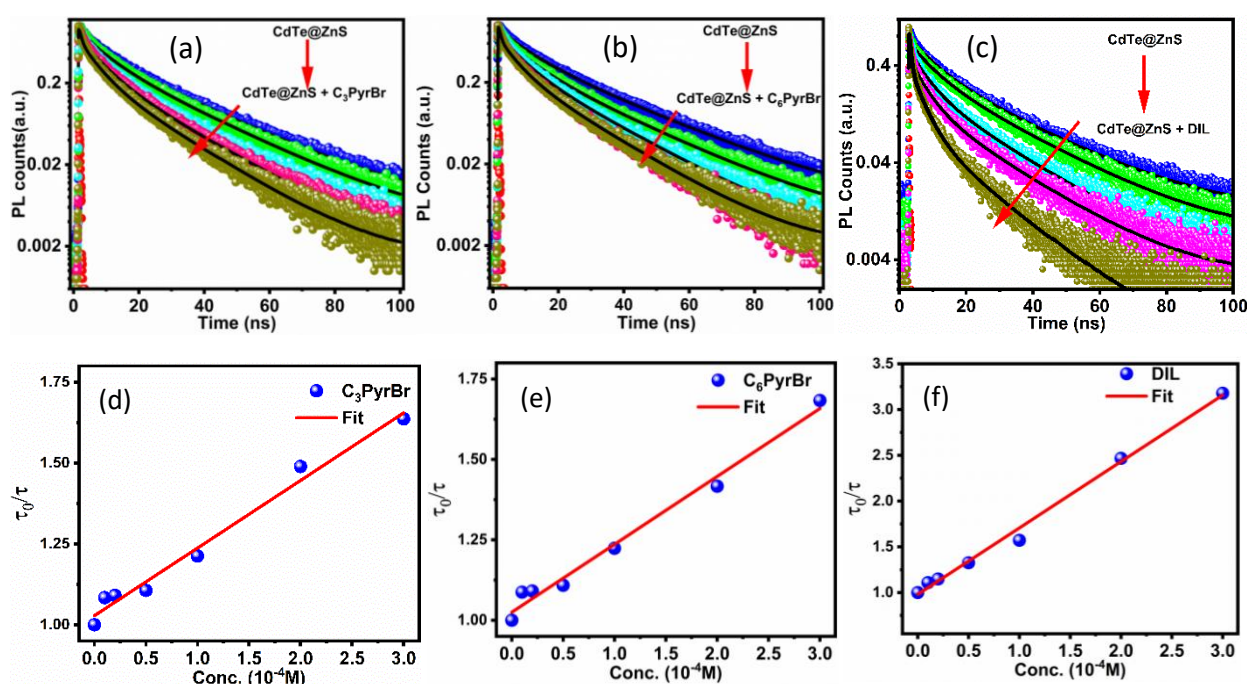 (a)
CdTe@ZnS
CdTe@ZnS + C₃PyrBr
0.2
0.02
0.002
PL counts(a.u.)
0 20 40 60 80 100
Time (ns)
(b)
CdTe@ZnS
CdTe@ZnS + C₆PyrBr
0.2
0.02
0.002
PL Counts (a.u.)
0 20 40 60 80 100
Time (ns)
(c)
CdTe@ZnS
CdTe@ZnS + DIL
0.4
0.04
0.004
PL Counts (a.u.)
0 20 40 60 80 100
Time (ns)
(d)
C₃PyrBr
Fit
1.75
1.50
1.25
1.00
τ₀/τ
0.0 0.5 1.0 1.5 2.0 2.5 3.0
Conc. (10⁻⁴M)
(e)
C₆PyrBr
Fit
1.75
1.50
1.25
1.00
τ₀/τ
0.0 0.5 1.0 1.5 2.0 2.5 3.0
Conc. (10⁻⁴M)
(f)
DIL
Fit
3.5
3.0
2.5
2.0
1.5
1.0
0.5
τ₀/τ
0.0 0.5 1.0 1.5 2.0 2.5 3.0
Conc. (10⁻⁴M)